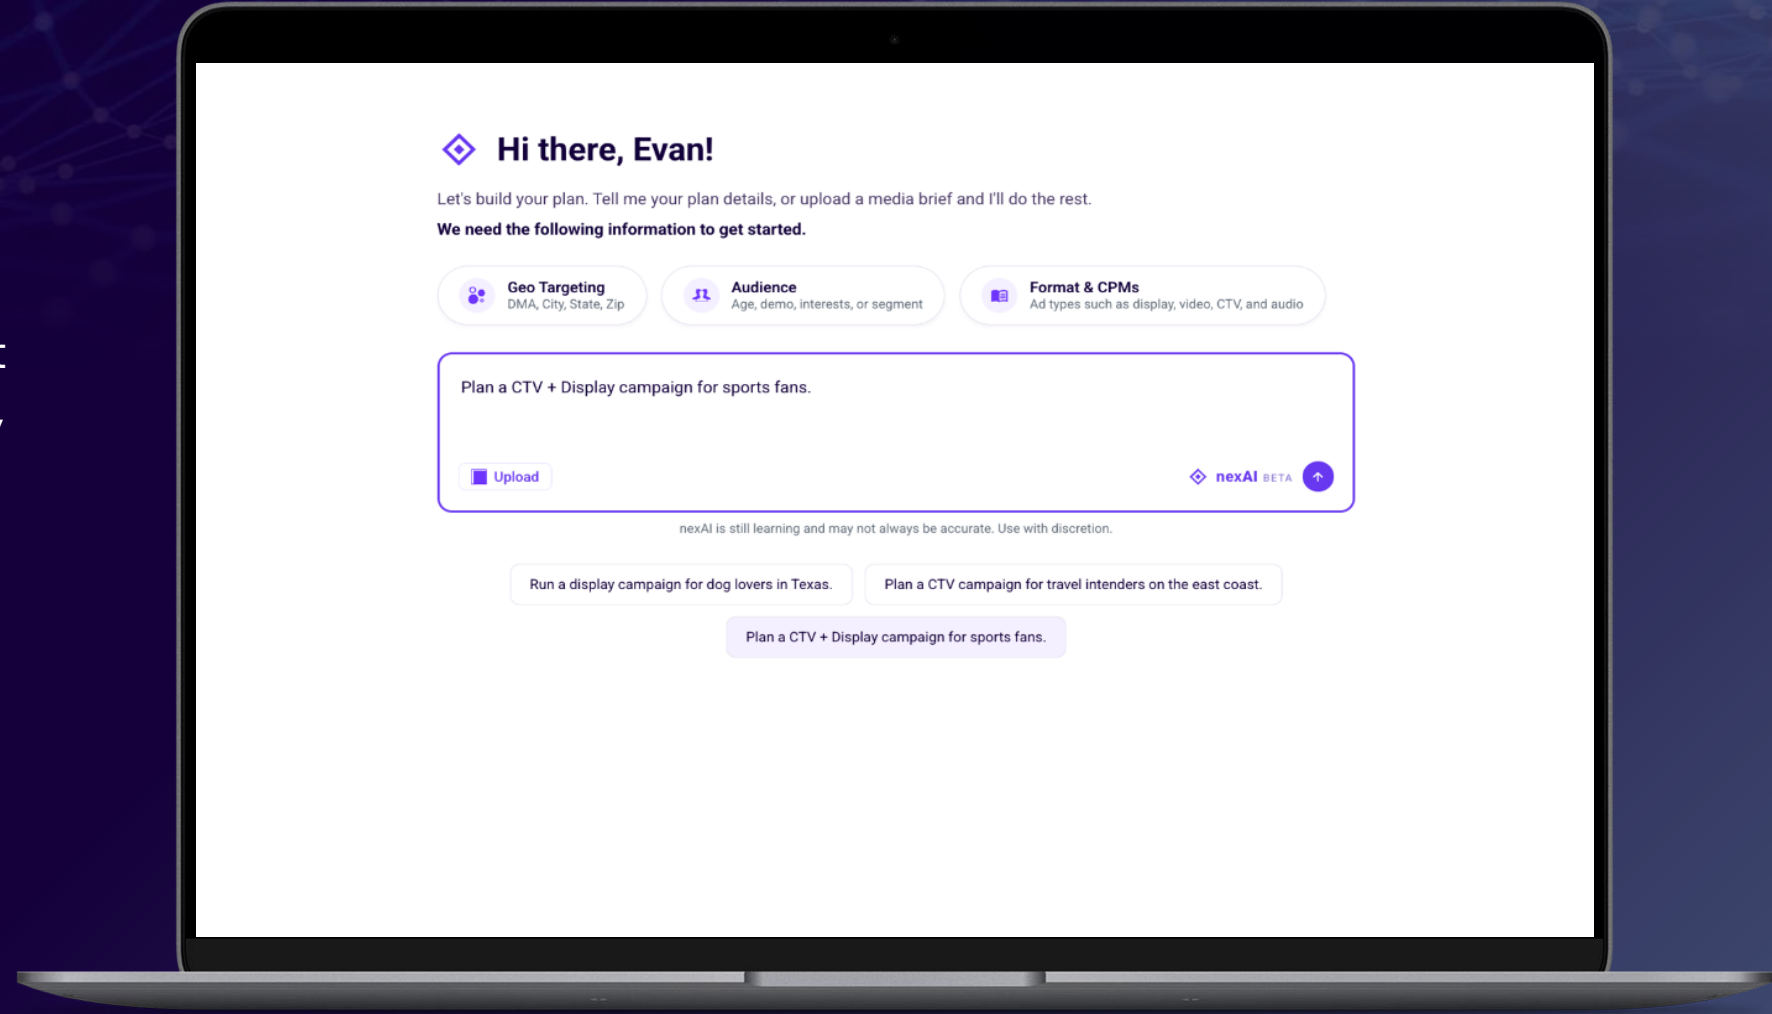 Hi there, Evan!
Let's build your plan. Tell me your plan details, or upload a media brief and I'll do the rest.
We need the following information to get started.
Geo Targeting
DMA, City, State, Zip
Audience
Age, demo, interests, or segment
Format & CPMs
Ad types such as display, video, CTV, and audio
Plan a CTV + Display campaign for sports fans.
Upload
nexAI BETA
nexAI is still learning and may not always be accurate. Use with discretion.
Run a display campaign for dog lovers in Texas.
Plan a CTV campaign for travel intenders on the east coast.
Plan a CTV + Display campaign for sports fans.